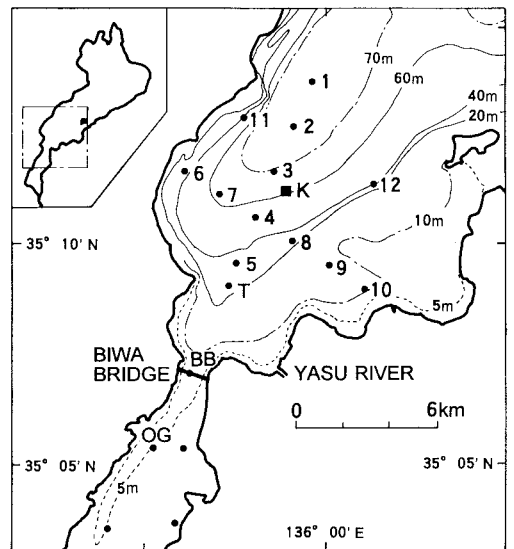 70m
60m
40m
20m
1
2
11
3
6
7
K
12
4
35° 10' N
8
10m
5
9
T
10
5m
BIWA
BRIDGE
BB
YASU RIVER
0 6km
OG
35° 05' N
35° 05' N
5m
136° 00' E